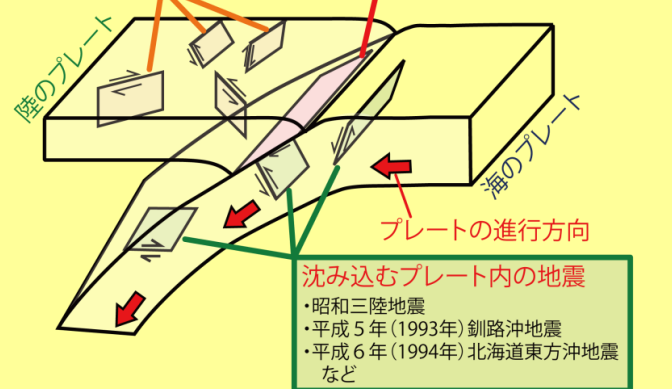 陸のプレート
海のプレート
プレートの進行方向
沈み込むプレート内の地震
・昭和三陸地震
・平成５年（1993年）釧路沖地震
・平成６年（1994年）北海道東方沖地震
など